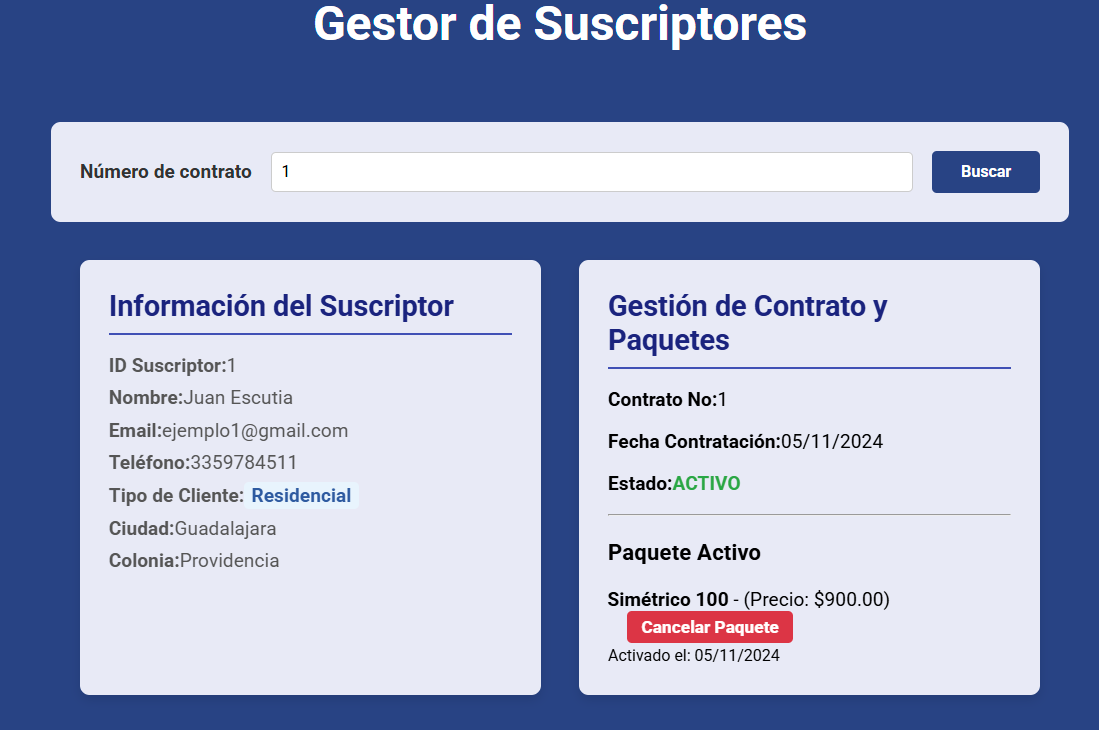 Gestor de Suscriptores
Número de contrato
1
Buscar
Información del Suscriptor
ID Suscriptor:1
Nombre:Juan Escutia
Email:ejemplo1@gmail.com
Teléfono:3359784511
Tipo de Cliente: Residencial
Ciudad:Guadalajara
Colonia:Providencia
Gestión de Contrato y
Paquetes
Contrato No:1
Fecha Contratación:05/11/2024
Estado:ACTIVO
Paquete Activo
Simétrico 100 - (Precio: $900.00)
Cancelar Paquete
Activado el: 05/11/2024